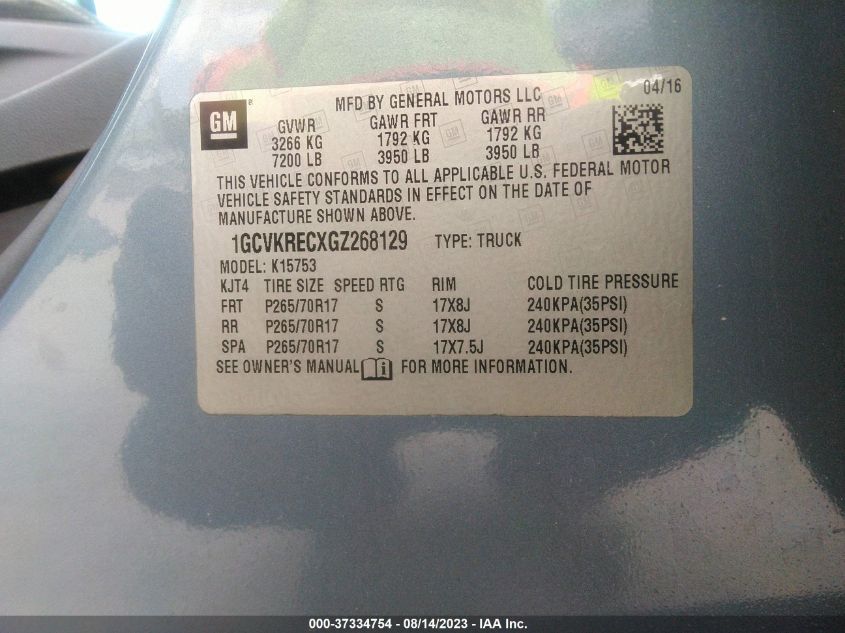 MFD BY GENERAL MOTORS LLC 04/16
GM
GVWR GAWR FRT GAWR RR
3266 KG 1792 KG 1792 KG
7200 LB 3950 LB 3950 LB
THIS VEHICLE CONFORMS TO ALL APPLICABLE U.S. FEDERAL MOTOR
VEHICLE SAFETY STANDARDS IN EFFECT ON THE DATE OF
MANUFACTURE SHOWN ABOVE.
1GCVKRECXGZ268129 TYPE: TRUCK
MODEL: K15753
KJT4 TIRE SIZE SPEED RTG RIM COLD TIRE PRESSURE
FRT P265/70R17 S 17X8J 240KPA(35PSI)
RR P265/70R17 S 17X8J 240KPA(35PSI)
SPA P265/70R17 S 17X7.5J 240KPA(35PSI)
SEE OWNER'S MANUAL FOR MORE INFORMATION.
000-37334754 - 08/14/2023 - IAA Inc.